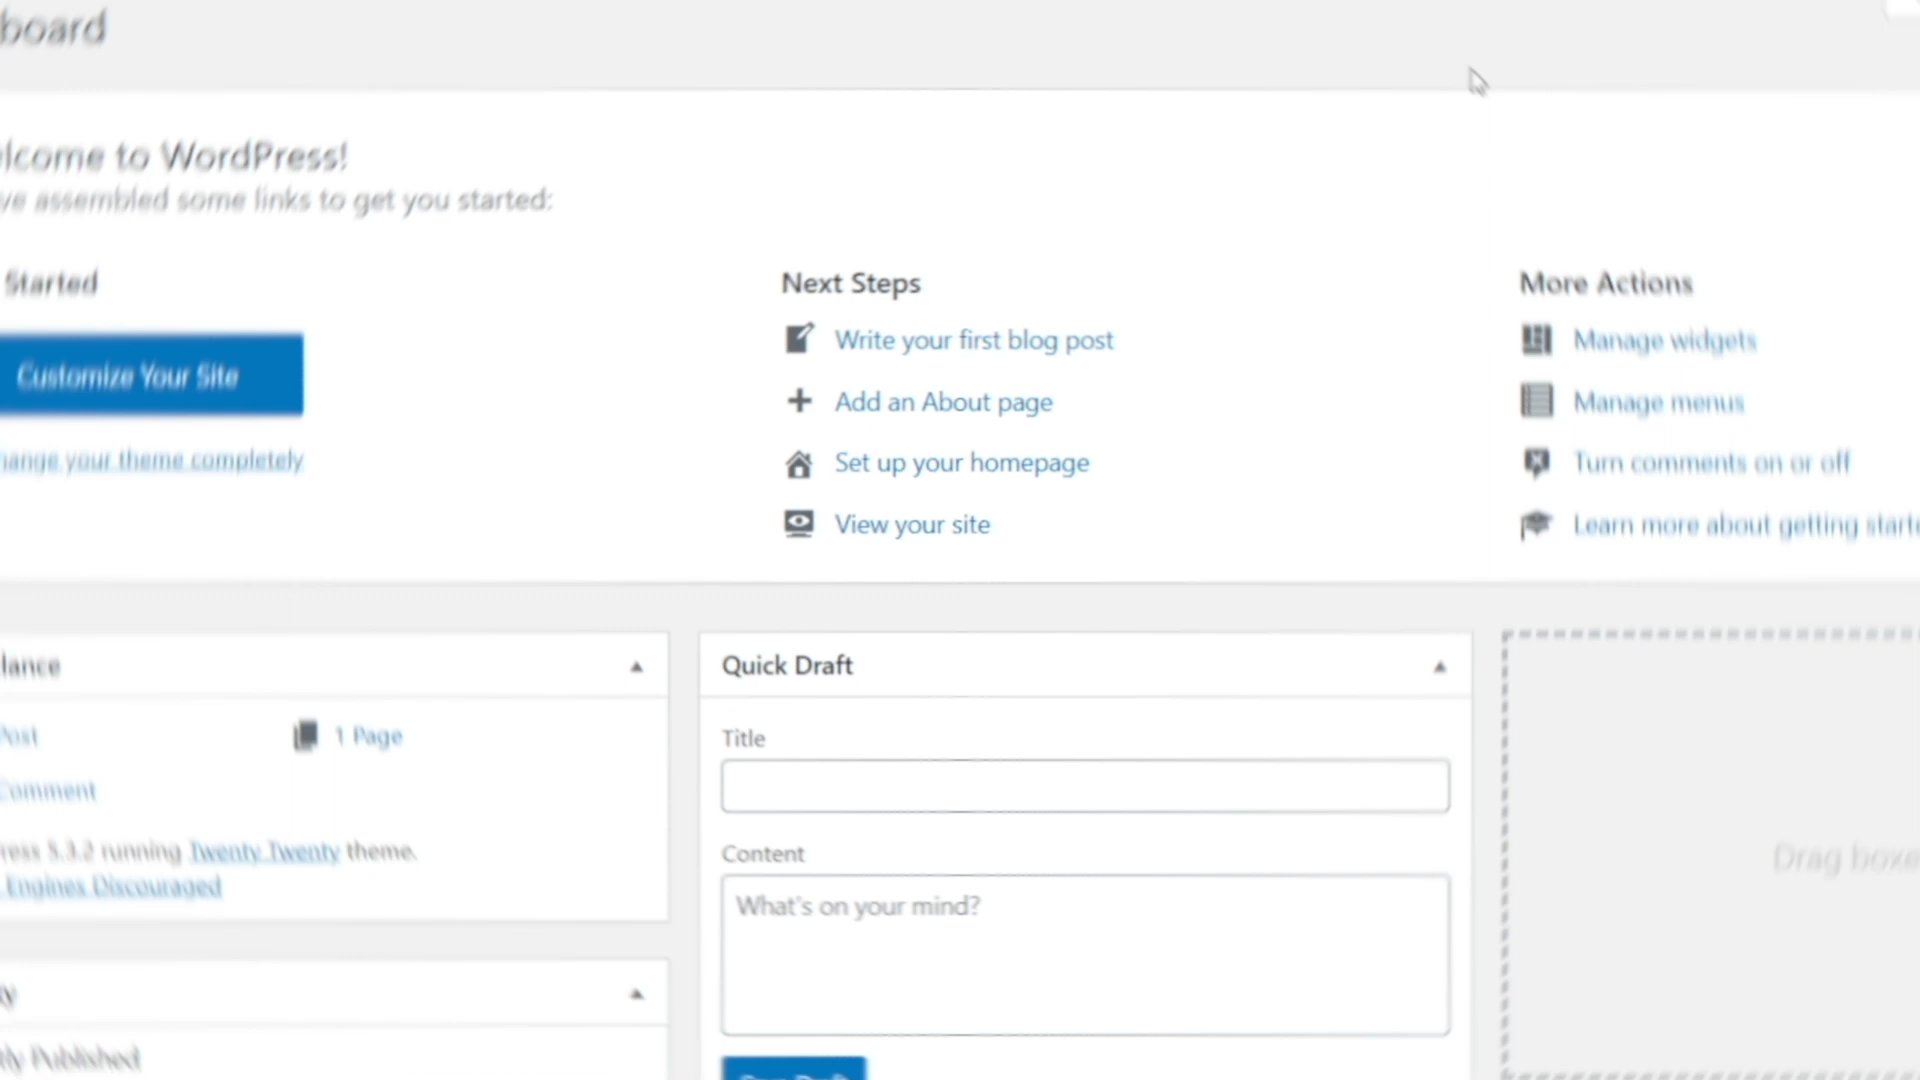 board
lcome to WordPress!
ve assembled some links to get you started:
Started
Customize Your Site
hange your theme completely
Next Steps
Write your first blog post
Add an About page
Set up your homepage
View your site
More Actions
Manage widgets
Manage menus
Turn comments on or off
Learn more about getting starte
lance
Post
1 Page
Comment
ress 5.3.2 running Twenty Twenty theme.
Engines Discouraged
y
tly Published
Quick Draft
Title
Content
What's on your mind?
Drag boxe